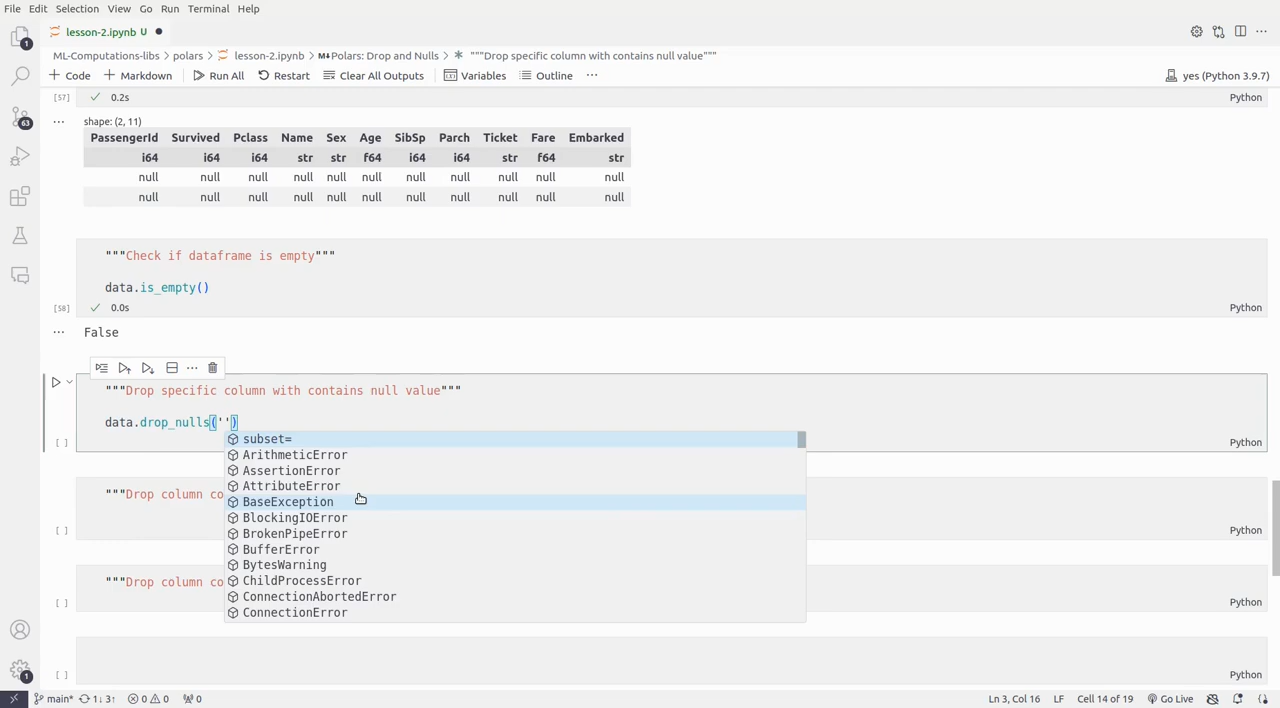 File Edit Selection View Go Run Terminal Help
lesson-2.ipynb U
ML-Computations-libs > polars > lesson-2.ipynb > M↓Polars: Drop and Nulls > """Drop specific column with contains null value"""
+ Code + Markdown Run All Restart Clear All Outputs Variables Outline ... yes (Python 3.9.7)
[57] 0.2s Python
... shape: (2, 11)
PassengerId Survived Pclass Name Sex Age SibSp Parch Ticket Fare Embarked
i64 i64 i64 str str f64 i64 i64 str f64 str
null null null null null null null null null null null
null null null null null null null null null null null
"""Check if dataframe is empty"""
data.is_empty()
[58] 0.0s Python
... False
"""Drop specific column with contains null value"""
data.drop_nulls('')
[ ] Python
subset=
ArithmeticError
AssertionError
AttributeError
"""Drop column co
BaseException
BlockingIOError
[ ] BrokenPipeError Python
BufferError
BytesWarning
"""Drop column co ChildProcessError
ConnectionAbortedError
[ ] Python
ConnectionError
[ ] Python
1
63
1
main* 1↓ 3↑ 0 0 0 Ln 3, Col 16 LF Cell 14 of 19 Go Live